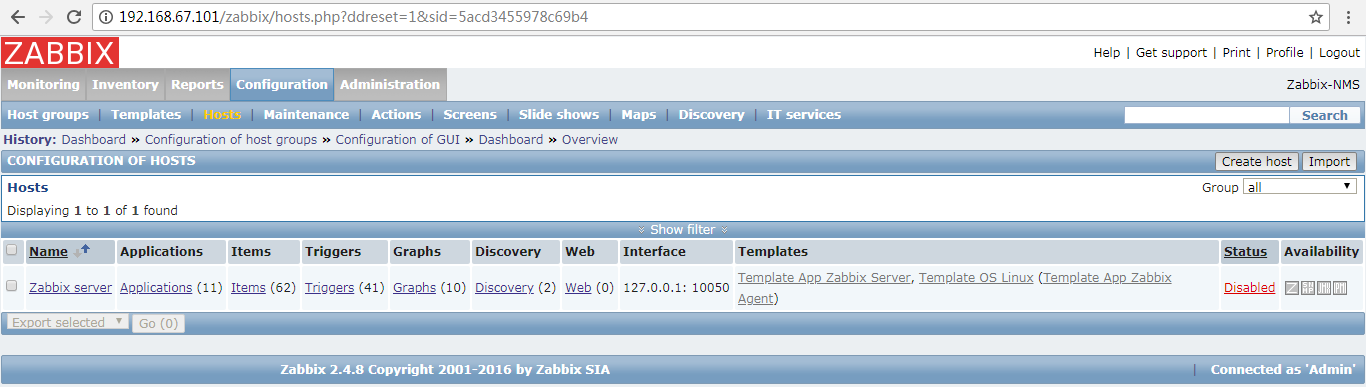 192.168.67.101/zabbix/hosts.php?ddreset=1&sid=5acd3455978c69b4
ZABBIX
Help | Get support | Print | Profile | Logout
Monitoring Inventory Reports Configuration Administration
Zabbix-NMS
Host groups | Templates | Hosts | Maintenance | Actions | Screens | Slide shows | Maps | Discovery | IT services
Search
History: Dashboard » Configuration of host groups » Configuration of GUI » Dashboard » Overview
CONFIGURATION OF HOSTS
Create host Import
Hosts
Group all
Displaying 1 to 1 of 1 found
Show filter
Name Applications Items Triggers Graphs Discovery Web Interface Templates Status Availability
Zabbix server Applications (11) Items (62) Triggers (41) Graphs (10) Discovery (2) Web (0) 127.0.0.1: 10050 Template App Zabbix Server, Template OS Linux (Template App Zabbix Disabled
Agent)
Export selected Go (0)
Zabbix 2.4.8 Copyright 2001-2016 by Zabbix SIA | Connected as 'Admin'